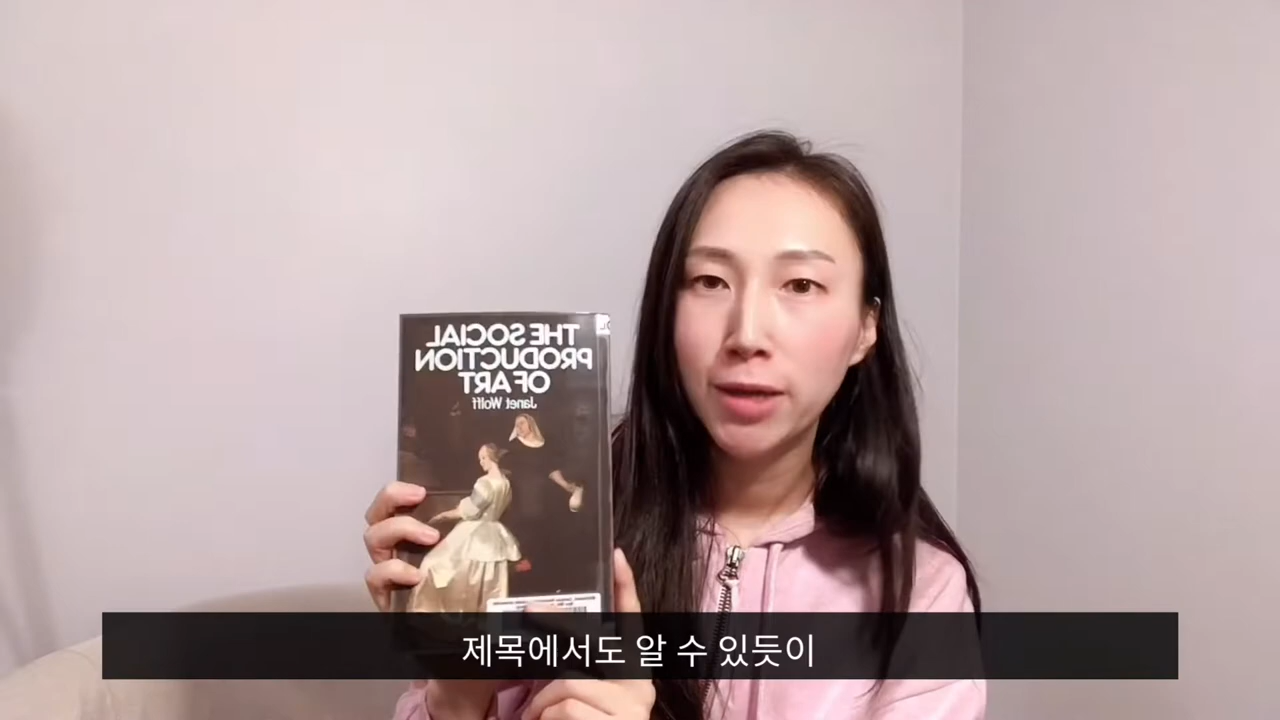 THE SOCIAL
PRODUCTION
OF ART
Janet Wolff
제목에서도 알 수 있듯이